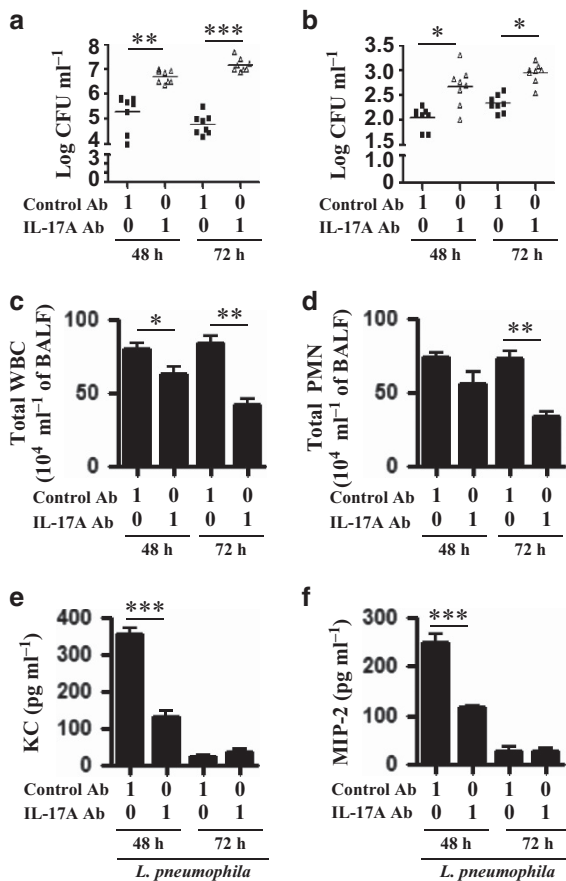 a
**
***
Log CFU ml⁻¹
8
7
6
5
4
3
2
1
0
Control Ab 1 0 1 0
IL-17A Ab 0 1 0 1
48 h 72 h
b
*
*
Log CFU ml⁻¹
3.5
3.0
2.5
2.0
1.5
1
0
Control Ab 1 0 1 0
IL-17A Ab 0 1 0 1
48 h 72 h
c
*
**
Total WBC
(10⁴ ml⁻¹ of BALF)
100
50
0
Control Ab 1 0 1 0
IL-17A Ab 0 1 0 1
48 h 72 h
d
**
Total PMN
(10⁴ ml⁻¹ of BALF)
100
50
0
Control Ab 1 0 1 0
IL-17A Ab 0 1 0 1
48 h 72 h
e
***
KC (pg ml⁻¹)
400
300
200
100
0
Control Ab 1 0 1 0
IL-17A Ab 0 1 0 1
48 h 72 h
L. pneumophila
f
***
MIP-2 (pg ml⁻¹)
300
200
100
0
Control Ab 1 0 1 0
IL-17A Ab 0 1 0 1
48 h 72 h
L. pneumophila